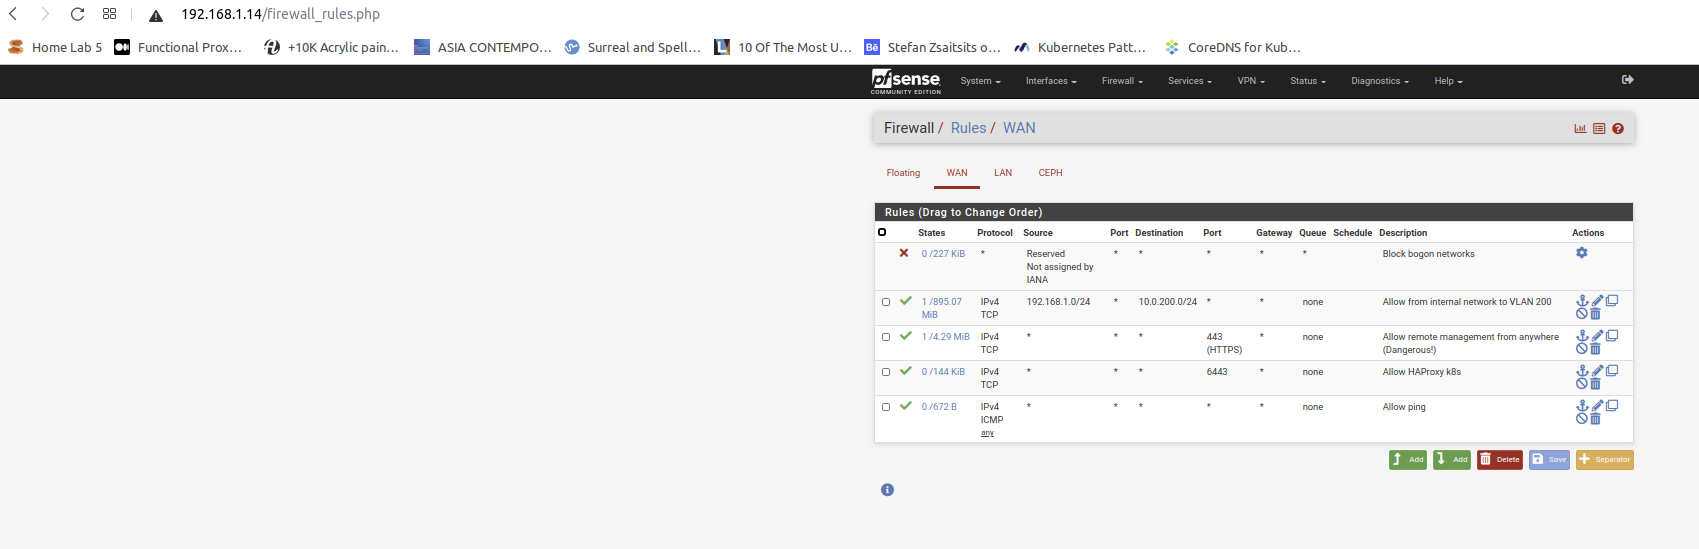 192.168.1.14/firewall_rules.php
Home Lab 5 Functional Prox... +10K Acrylic pain... ASIA CONTEMPO... Surreal and Spell... 10 Of The Most U... Bē Stefan Zsaitsits o... Kubernetes Patt... CoreDNS for Kub...
pfsense COMMUNITY EDITION System Interfaces Firewall Services VPN Status Diagnostics Help
Firewall / Rules / WAN
Floating WAN LAN CEPH
Rules (Drag to Change Order)
States Protocol Source Port Destination Port Gateway Queue Schedule Description Actions
0 /227 KiB * Reserved * * * * * Block bogon networks
Not assigned by
IANA
1 /895.07 IPv4 192.168.1.0/24 * 10.0.200.0/24 * * none Allow from internal network to VLAN 200
MiB TCP
1 /4.29 MiB IPv4 * * * 443 * none Allow remote management from anywhere
TCP (HTTPS) (Dangerous!)
0 /144 KiB IPv4 * * * 6443 * none Allow HAProxy k8s
TCP
0 /672 B IPv4 * * * * * none Allow ping
ICMP
any
Add Add Delete Save Separator